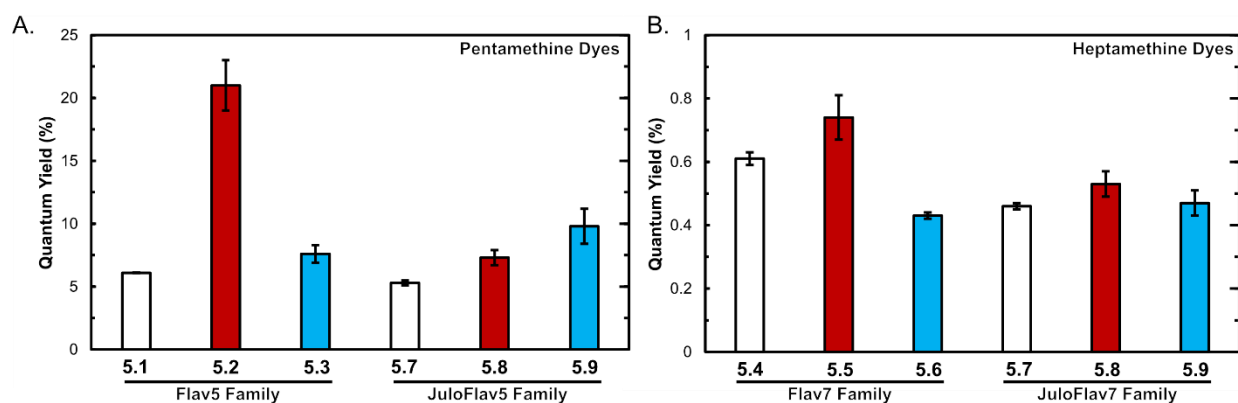 A.
Pentamethine Dyes
Quantum Yield (%)
25
20
15
10
5
0
5.1 5.2 5.3 5.7 5.8 5.9
Flav5 Family JuloFlav5 Family
B.
Heptamethine Dyes
Quantum Yield (%)
1
0.8
0.6
0.4
0.2
0
5.4 5.5 5.6 5.7 5.8 5.9
Flav7 Family JuloFlav7 Family